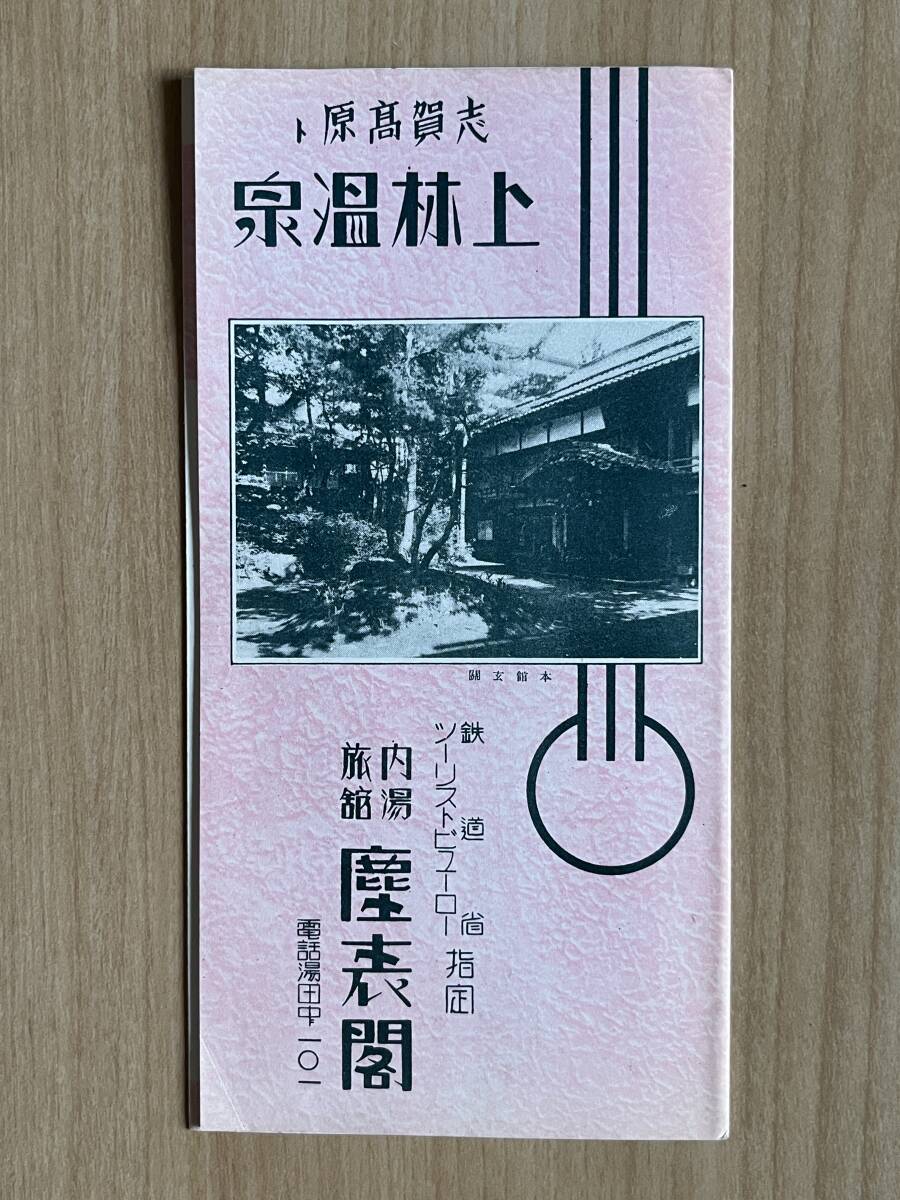 志賀高原ト
上林温泉
本館玄關
鉄道省
ツーリストビューロー
指定
内湯
旅舘
塵表閣
電話湯田中一〇一